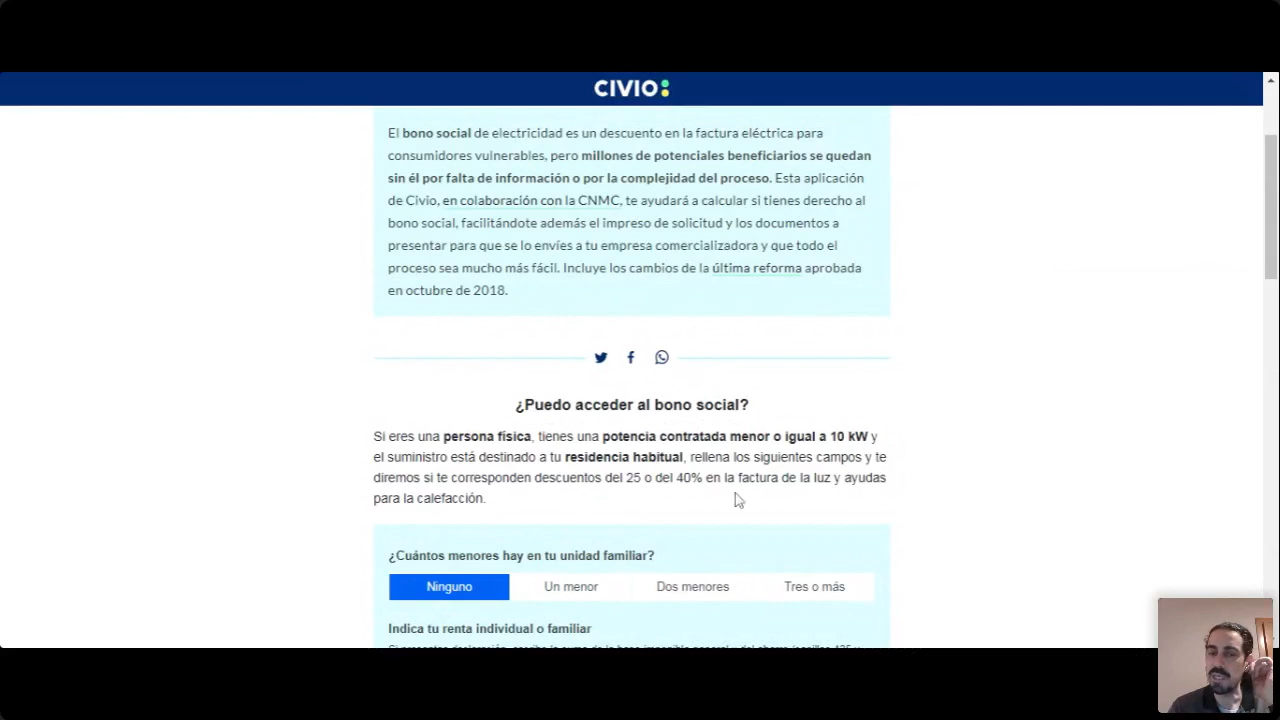 CIVIO:
El bono social de electricidad es un descuento en la factura eléctrica para
consumidores vulnerables, pero millones de potenciales beneficiarios se quedan
sin él por falta de información o por la complejidad del proceso. Esta aplicación
de Civio, en colaboración con la CNMC, te ayudará a calcular si tienes derecho al
bono social, facilitándote además el impreso de solicitud y los documentos a
presentar para que se lo envíes a tu empresa comercializadora y que todo el
proceso sea mucho más fácil. Incluye los cambios de la última reforma aprobada
en octubre de 2018.
¿Puedo acceder al bono social?
Si eres una persona física, tienes una potencia contratada menor o igual a 10 kW y
el suministro está destinado a tu residencia habitual, rellena los siguientes campos y te
diremos si te corresponden descuentos del 25 o del 40% en la factura de la luz y ayudas
para la calefacción.
¿Cuántos menores hay en tu unidad familiar?
Ninguno Un menor Dos menores Tres o más
Indica tu renta individual o familiar